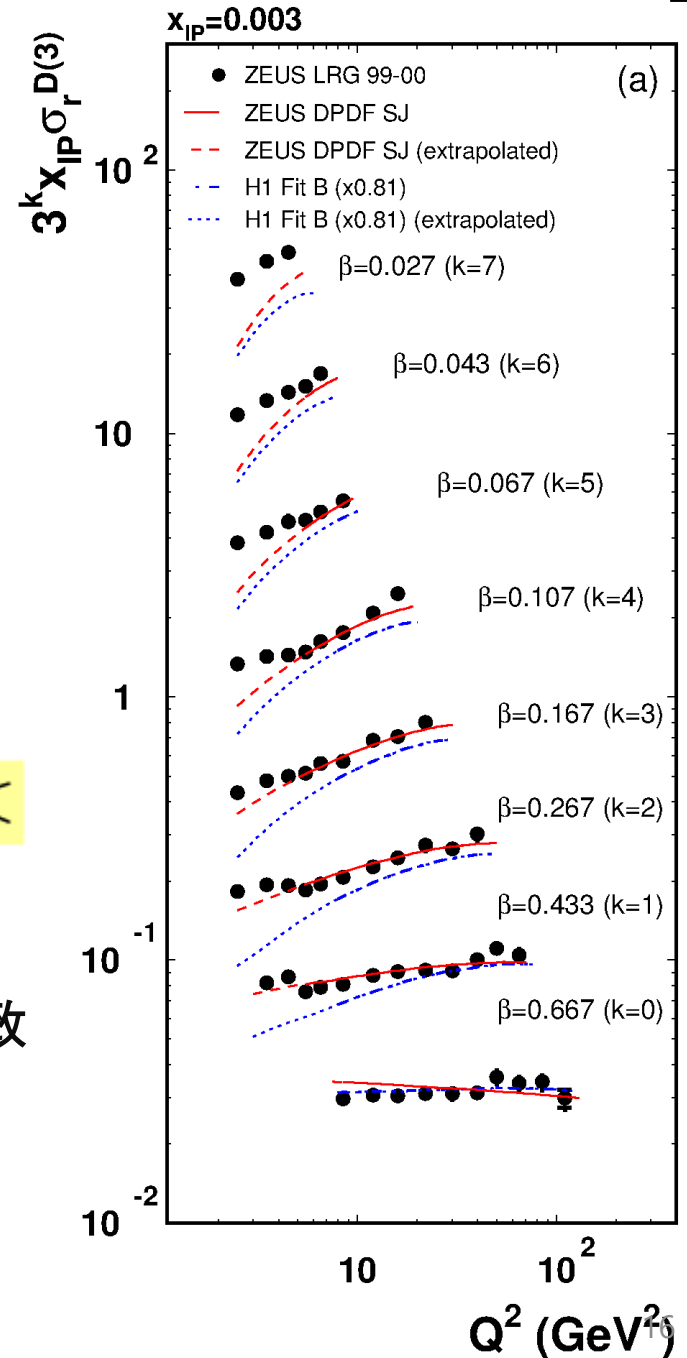 x_IP=0.003
3^k x_IP σ_r^D(3)
(a)
ZEUS LRG 99-00
ZEUS DPDF SJ
ZEUS DPDF SJ (extrapolated)
H1 Fit B (x0.81)
H1 Fit B (x0.81) (extrapolated)
10^2
β=0.027 (k=7)
β=0.043 (k=6)
10
β=0.067 (k=5)
β=0.107 (k=4)
1
β=0.167 (k=3)
β=0.267 (k=2)
β=0.433 (k=1)
10^-1
β=0.667 (k=0)
10^-2
10
10^2
Q^2 (GeV^2)
16